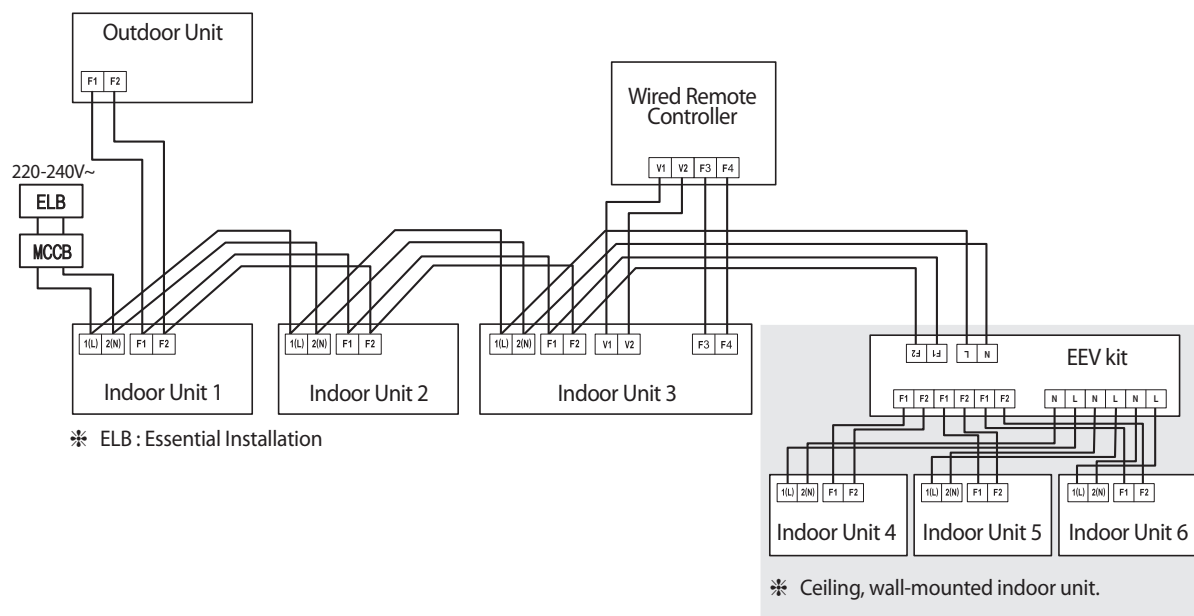 Outdoor Unit
F1 F2
Wired Remote
Controller
V1 V2 F3 F4
220-240V~
ELB
MCCB
1(L) 2(N) F1 F2
Indoor Unit 1
1(L) 2(N) F1 F2
Indoor Unit 2
1(L) 2(N) F1 F2 V1 V2 F3 F4
Indoor Unit 3
F2 F1 L N
EEV kit
F1 F2 F1 F2 F1 F2 N L N L N L
1(L) 2(N) F1 F2
Indoor Unit 4
1(L) 2(N) F1 F2
Indoor Unit 5
1(L) 2(N) F1 F2
Indoor Unit 6
❈ ELB : Essential Installation
❈ Ceiling, wall-mounted indoor unit.